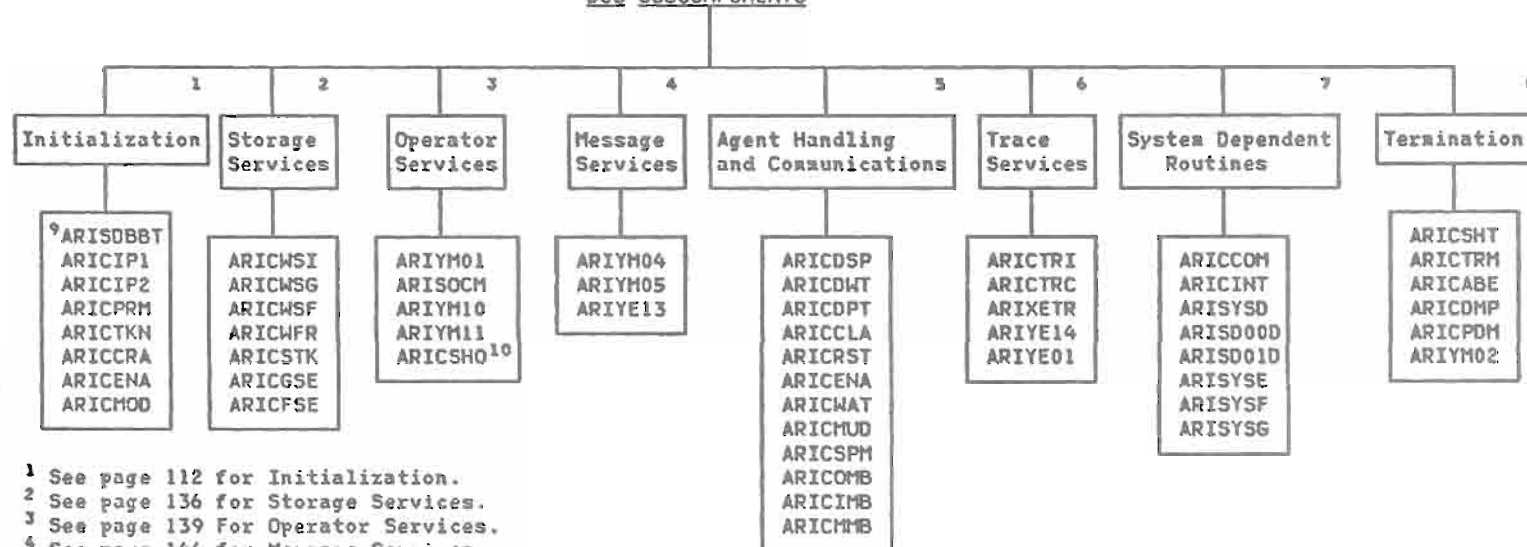 1 2 3 4 5 6 7
Initialization
Storage
Services
Operator
Services
Message
Services
Agent Handling
and Communications
Trace
Services
System Dependent
Routines
Termination
9ARISDBBT
ARICIP1
ARICIP2
ARICPRM
ARICTKN
ARICCRA
ARICENA
ARICMOD
ARICWSI
ARICWSG
ARICWSF
ARICWFR
ARICSTK
ARICGSE
ARICFSE
ARIYM01
ARISOCM
ARIYM10
ARIYM11
ARICSHO10
ARIYM04
ARIYM05
ARIYE13
ARICDSP
ARICDWT
ARICDPT
ARICCLA
ARICRST
ARICENA
ARICWAT
ARICMUD
ARICSPM
ARICOMB
ARICIMB
ARICMMB
ARICTRI
ARICTRC
ARIXETR
ARIYE14
ARIYE01
ARICCOM
ARICINT
ARISYSD
ARISD00D
ARISD01D
ARISYSE
ARISYSF
ARISYSG
ARICSHT
ARICTRM
ARICABE
ARICDMP
ARICPDM
ARIYM02
1 See page 112 for Initialization.
2 See page 136 for Storage Services.
3 See page 139 For Operator Services.